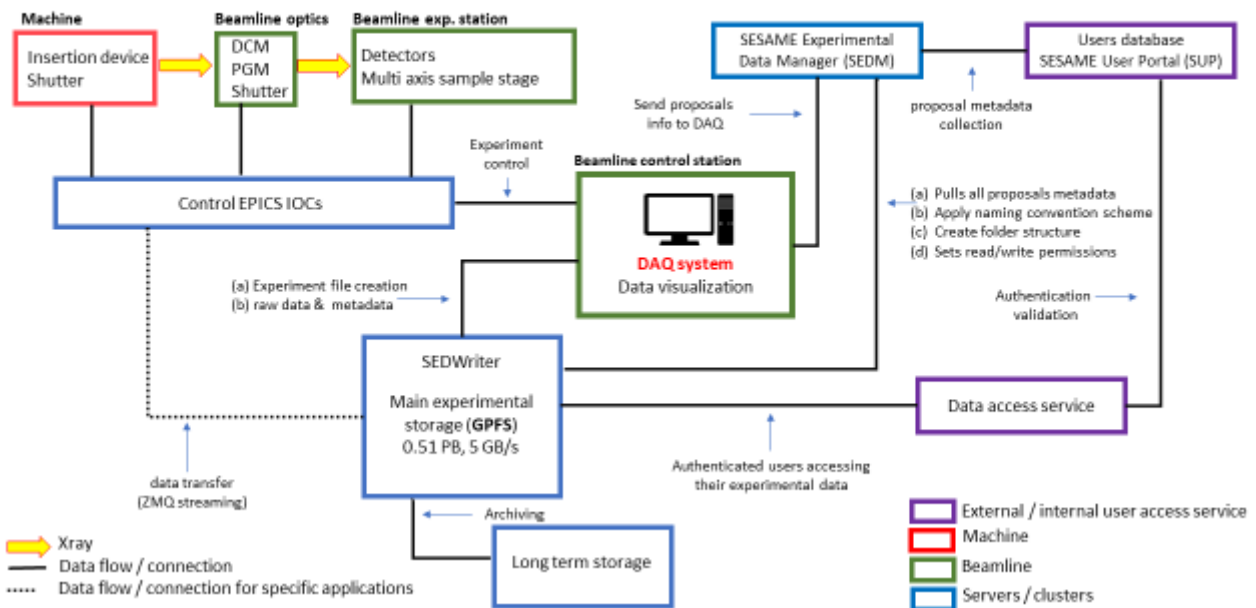 Machine
Insertion device
Shutter
Beamline optics
DCM
PGM
Shutter
Beamline exp. station
Detectors
Multi axis sample stage
SESAME Experimental
Data Manager (SEDM)
Users database
SESAME User Portal (SUP)
Send proposals
info to DAQ
proposal metadata
collection
Experiment
control
Beamline control station
Control EPICS IOCs
DAQ system
Data visualization
(a) Pulls all proposals metadata
(b) Apply naming convention scheme
(c) Create folder structure
(d) Sets read/write permissions
(a) Experiment file creation
(b) raw data & metadata
Authentication
validation
SEDWriter
Main experimental
storage (GPFS)
0.51 PB, 5 GB/s
Data access service
data transfer
(ZMQ streaming)
Authenticated users accessing
their experimental data
Archiving
Long term storage
Xray
Data flow / connection
Data flow / connection for specific applications
External / internal user access service
Machine
Beamline
Servers / clusters